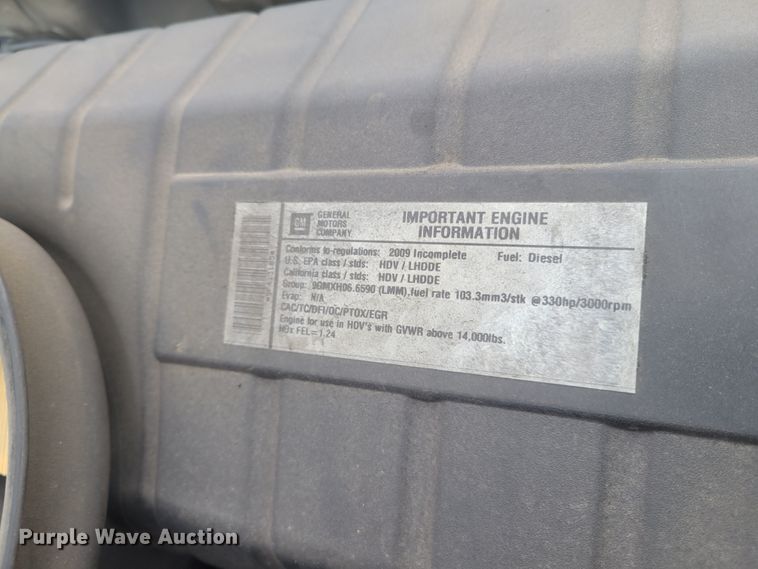 GM
GENERAL MOTORS COMPANY
IMPORTANT ENGINE INFORMATION
Conforms to regulations: 2009 Incomplete Fuel: Diesel
U.S. EPA class / stds: HDV / LHDDE
California class / stds: HDV / LHDDE
Group: 9GMXH06.6590 (LMM),fuel rate 103.3mm3/stk @330hp/3000rpm
Evap: N/A
CAC/TC/DFI/OC/PTOX/EGR
Engine for use in HDV's with GVWR above 14,000lbs.
NOx FEL=1.24
Purple Wave Auction